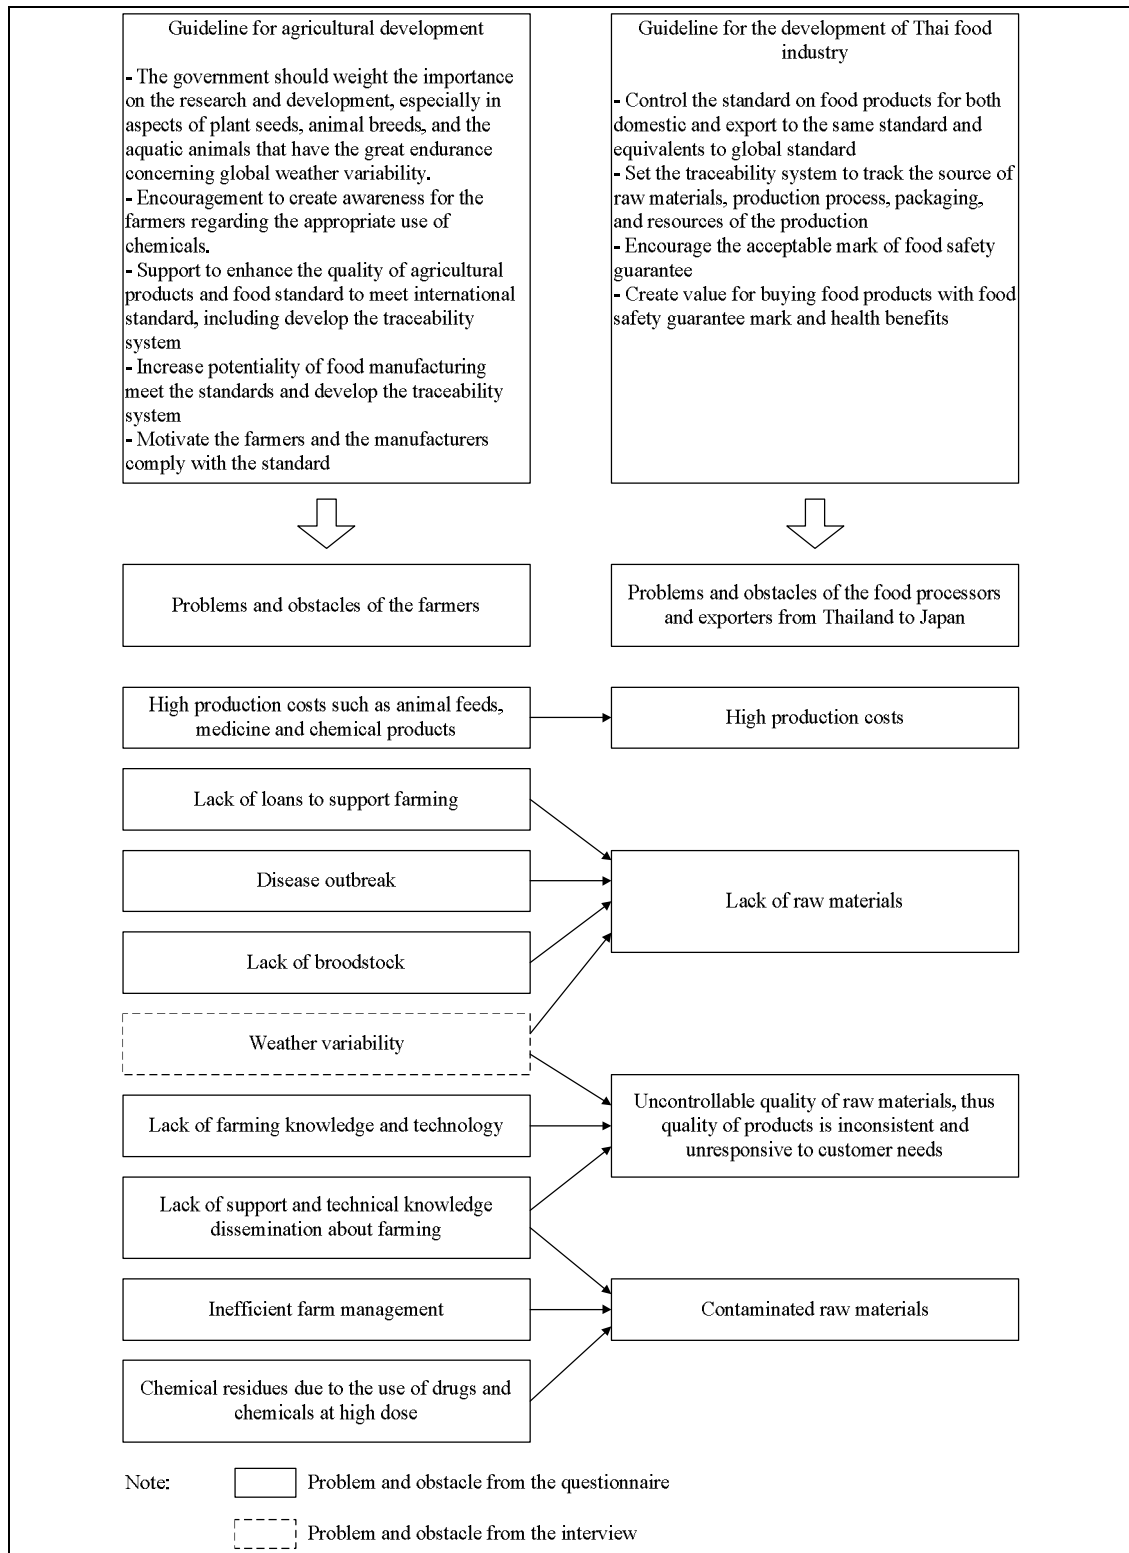 Guideline for agricultural development
- The government should weight the importance
on the research and development, especially in
aspects of plant seeds, animal breeds, and the
aquatic animals that have the great endurance
concerning global weather variability.
- Encouragement to create awareness for the
farmers regarding the appropriate use of
chemicals.
- Support to enhance the quality of agricultural
products and food standard to meet international
standard, including develop the traceability
system
- Increase potentiality of food manufacturing
meet the standards and develop the traceability
system
- Motivate the farmers and the manufacturers
comply with the standard
Guideline for the development of Thai food
industry
- Control the standard on food products for both
domestic and export to the same standard and
equivalents to global standard
- Set the traceability system to track the source of
raw materials, production process, packaging,
and resources of the production
- Encourage the acceptable mark of food safety
guarantee
- Create value for buying food products with food
safety guarantee mark and health benefits
Problems and obstacles of the farmers
Problems and obstacles of the food processors
and exporters from Thailand to Japan
High production costs such as animal feeds,
medicine and chemical products
High production costs
Lack of loans to support farming
Disease outbreak
Lack of raw materials
Lack of broodstock
Weather variability
Lack of farming knowledge and technology
Uncontrollable quality of raw materials, thus
quality of products is inconsistent and
unresponsive to customer needs
Lack of support and technical knowledge
dissemination about farming
Inefficient farm management
Contaminated raw materials
Chemical residues due to the use of drugs and
chemicals at high dose
Note:
Problem and obstacle from the questionnaire
Problem and obstacle from the interview